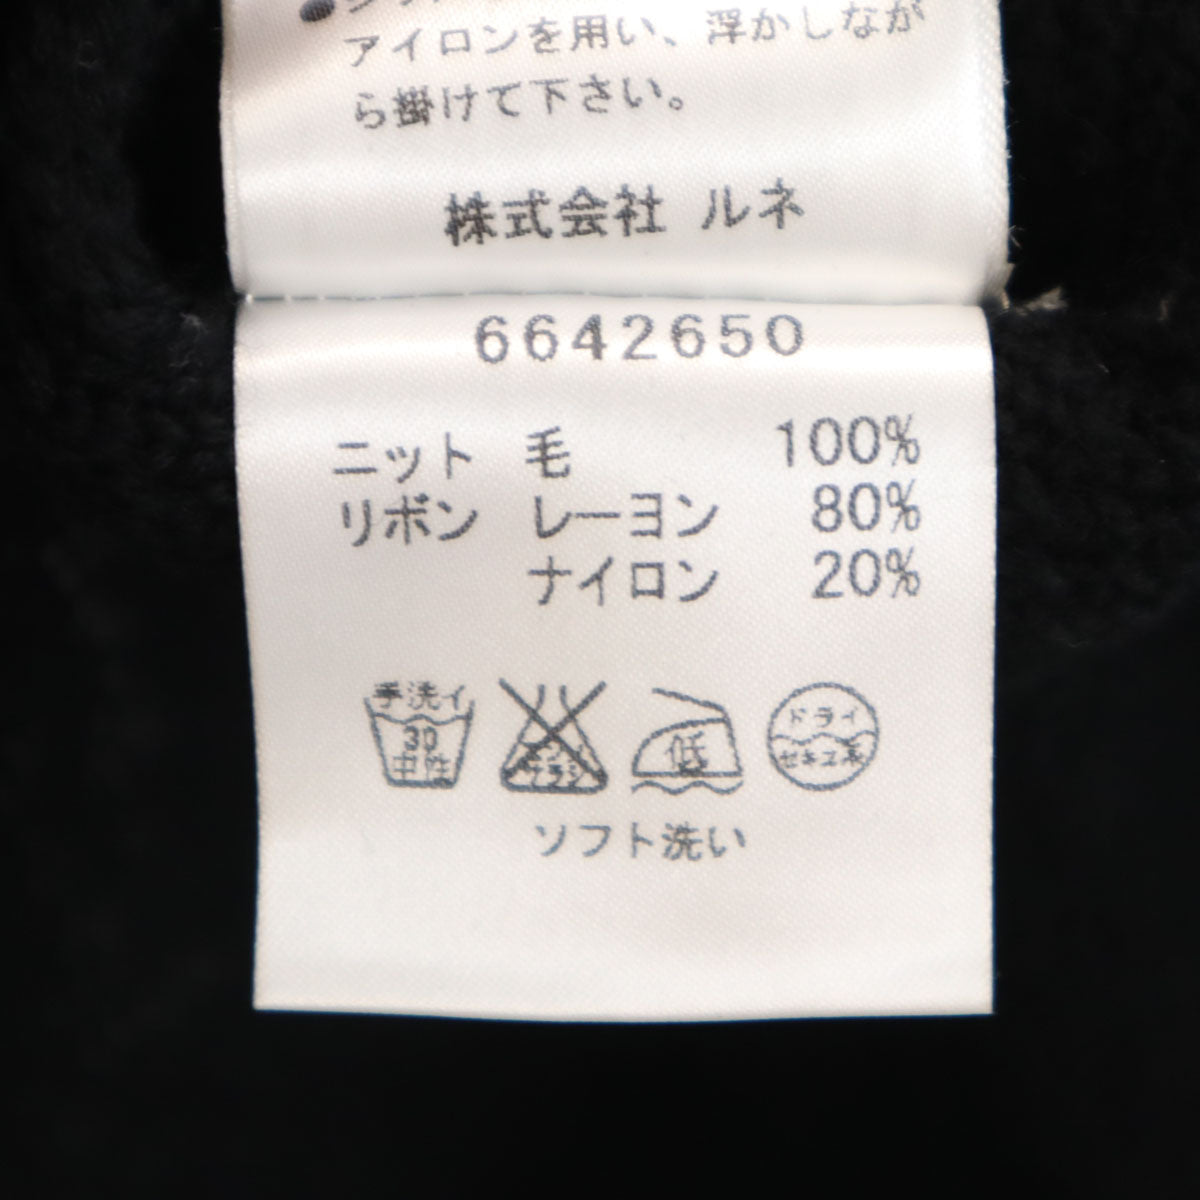 アイロンを用い、浮かしなが
ら掛けて下さい。
株式会社 ルネ
6642650
ニット 毛 100%
リボン レーヨン 80%
ナイロン 20%
手洗イ
30
中性
低
ドライ
セキユ系
ソフト洗い